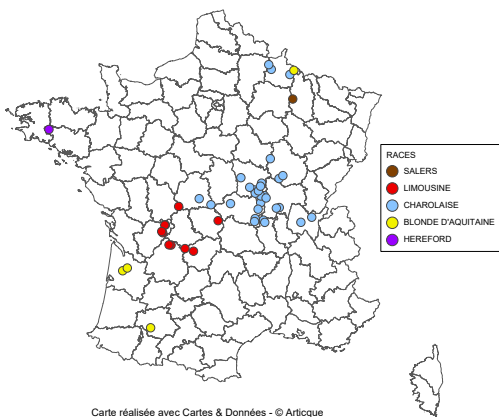 RACES
SALERS
LIMOUSINE
CHAROLAISE
BLONDE D'AQUITAINE
HEREFORD
Carte réalisée avec Cartes & Données - © Articque